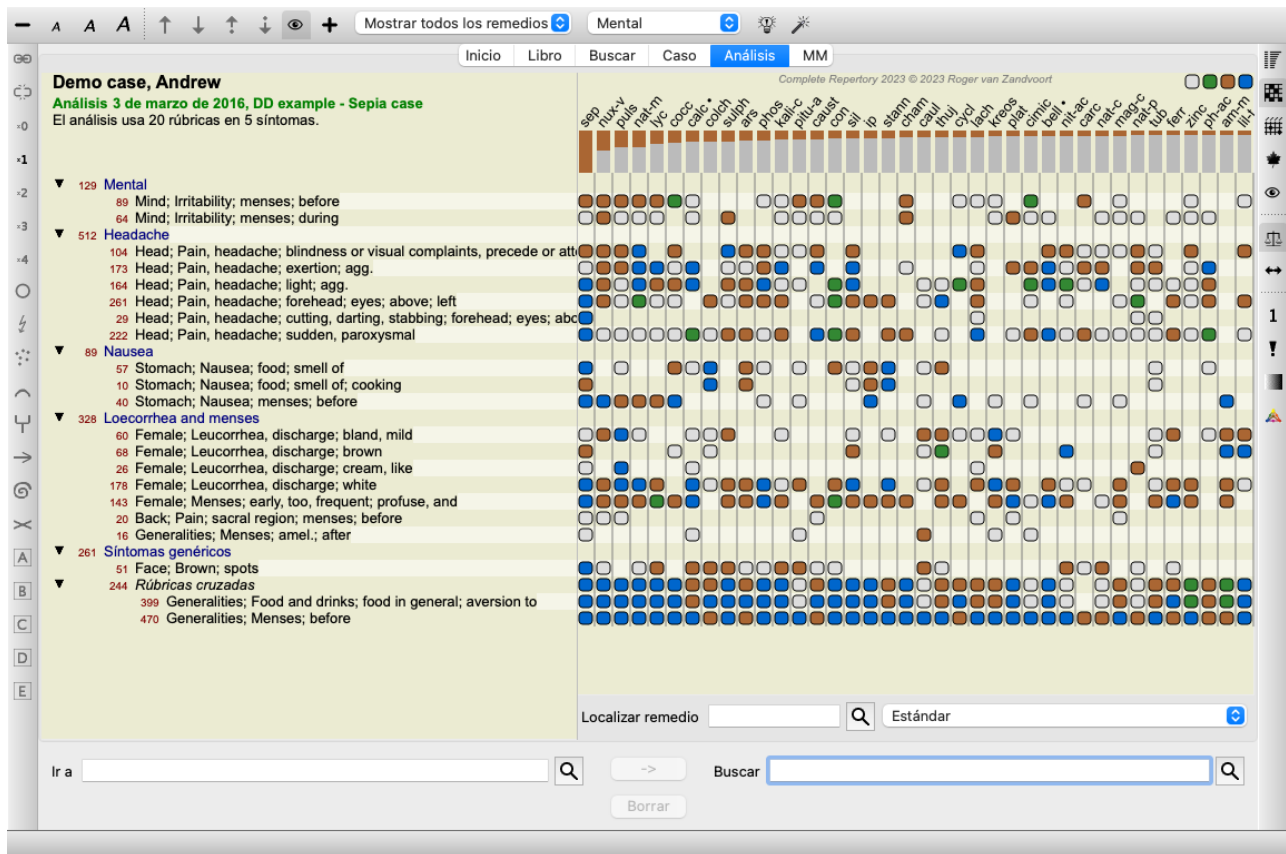 A A A Mostrar todos los remedios Mental
Inicio Libro Buscar Caso Análisis MM
Demo case, Andrew
Complete Repertory 2023 © 2023 Roger van Zandvoort
Análisis 3 de marzo de 2016, DD example - Sepia case
El análisis usa 20 rúbricas en 5 síntomas.
sep nux-v puls nat-m lyc cocc calc • colch sulph ars phos kali-c pitu-a caust con sil ip stann cham caul thuj cycl lach kreos plat cimic bell • nit-ac carc nat-c mag-c nat-p tub ferr zinc ph-ac am-m lil-t
×0
×1
×2
×3
×4
1
A
B
C
D
E
129 Mental
89 Mind; Irritability; menses; before
64 Mind; Irritability; menses; during
512 Headache
104 Head; Pain, headache; blindness or visual complaints, precede or atte
173 Head; Pain, headache; exertion; agg.
164 Head; Pain, headache; light; agg.
261 Head; Pain, headache; forehead; eyes; above; left
29 Head; Pain, headache; cutting, darting, stabbing; forehead; eyes; abo
222 Head; Pain, headache; sudden, paroxysmal
89 Nausea
57 Stomach; Nausea; food; smell of
10 Stomach; Nausea; food; smell of; cooking
40 Stomach; Nausea; menses; before
328 Loecorrhea and menses
60 Female; Leucorrhea, discharge; bland, mild
68 Female; Leucorrhea, discharge; brown
26 Female; Leucorrhea, discharge; cream, like
178 Female; Leucorrhea, discharge; white
143 Female; Menses; early, too, frequent; profuse, and
20 Back; Pain; sacral region; menses; before
16 Generalities; Menses; amel.; after
261 Síntomas genéricos
51 Face; Brown; spots
244 Rúbricas cruzadas
399 Generalities; Food and drinks; food in general; aversion to
470 Generalities; Menses; before
Localizar remedio Estándar
Ir a -> Buscar
Borrar